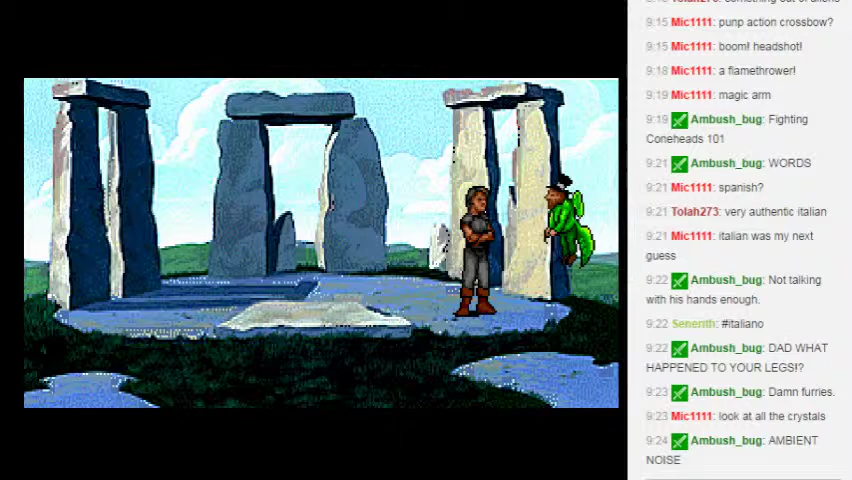 9:15 Mic1111: punp action crossbow?
9:15 Mic1111: boom! headshot!
9:18 Mic1111: a flamethrower!
9:19 Mic1111: magic arm
9:19 Ambush_bug: Fighting
Coneheads 101
9:21 Ambush_bug: WORDS
9:21 Mic1111: spanish?
9:21 Tolah273: very authentic italian
9:21 Mic1111: italian was my next
guess
9:22 Ambush_bug: Not talking
with his hands enough.
9:22 Senerith: #italiano
9:22 Ambush_bug: DAD WHAT
HAPPENED TO YOUR LEGS!?
9:23 Ambush_bug: Damn furries.
9:23 Mic1111: look at all the crystals
9:24 Ambush_bug: AMBIENT
NOISE